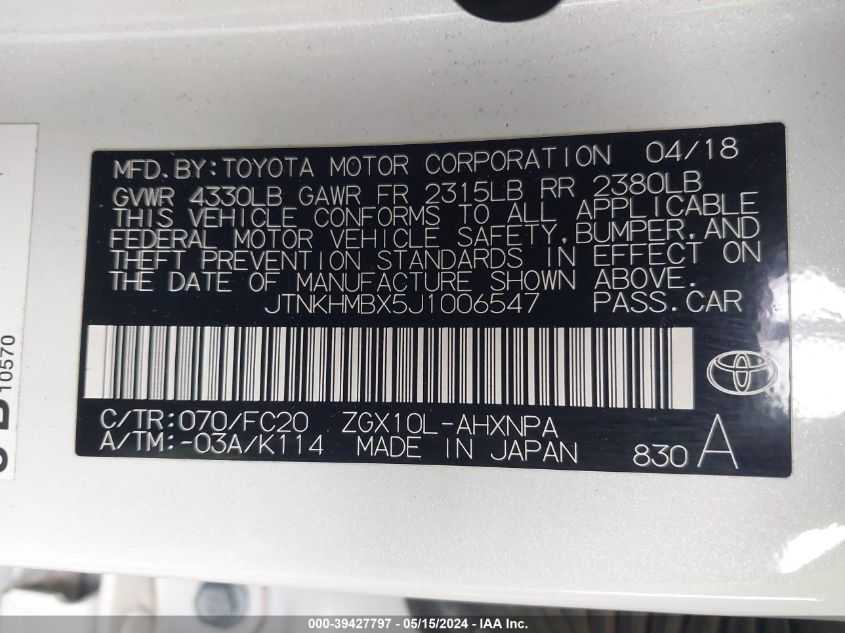 MFD. BY: TOYOTA MOTOR CORPORATION 04/18
GVWR 4330LB GAWR FR 2315LB RR 2380LB
THIS VEHICLE CONFORMS TO ALL APPLICABLE
FEDERAL MOTOR VEHICLE SAFETY, BUMPER, AND
THEFT PREVENTION STANDARDS IN EFFECT ON
THE DATE OF MANUFACTURE SHOWN ABOVE.
JTNKHMBX5J1006547 PASS. CAR
C/TR: 070/FC20 ZGX10L-AHXNPA
A/TM: -03A/K114 MADE IN JAPAN 830 A
10570
000-39427797 - 05/15/2024 - IAA Inc.